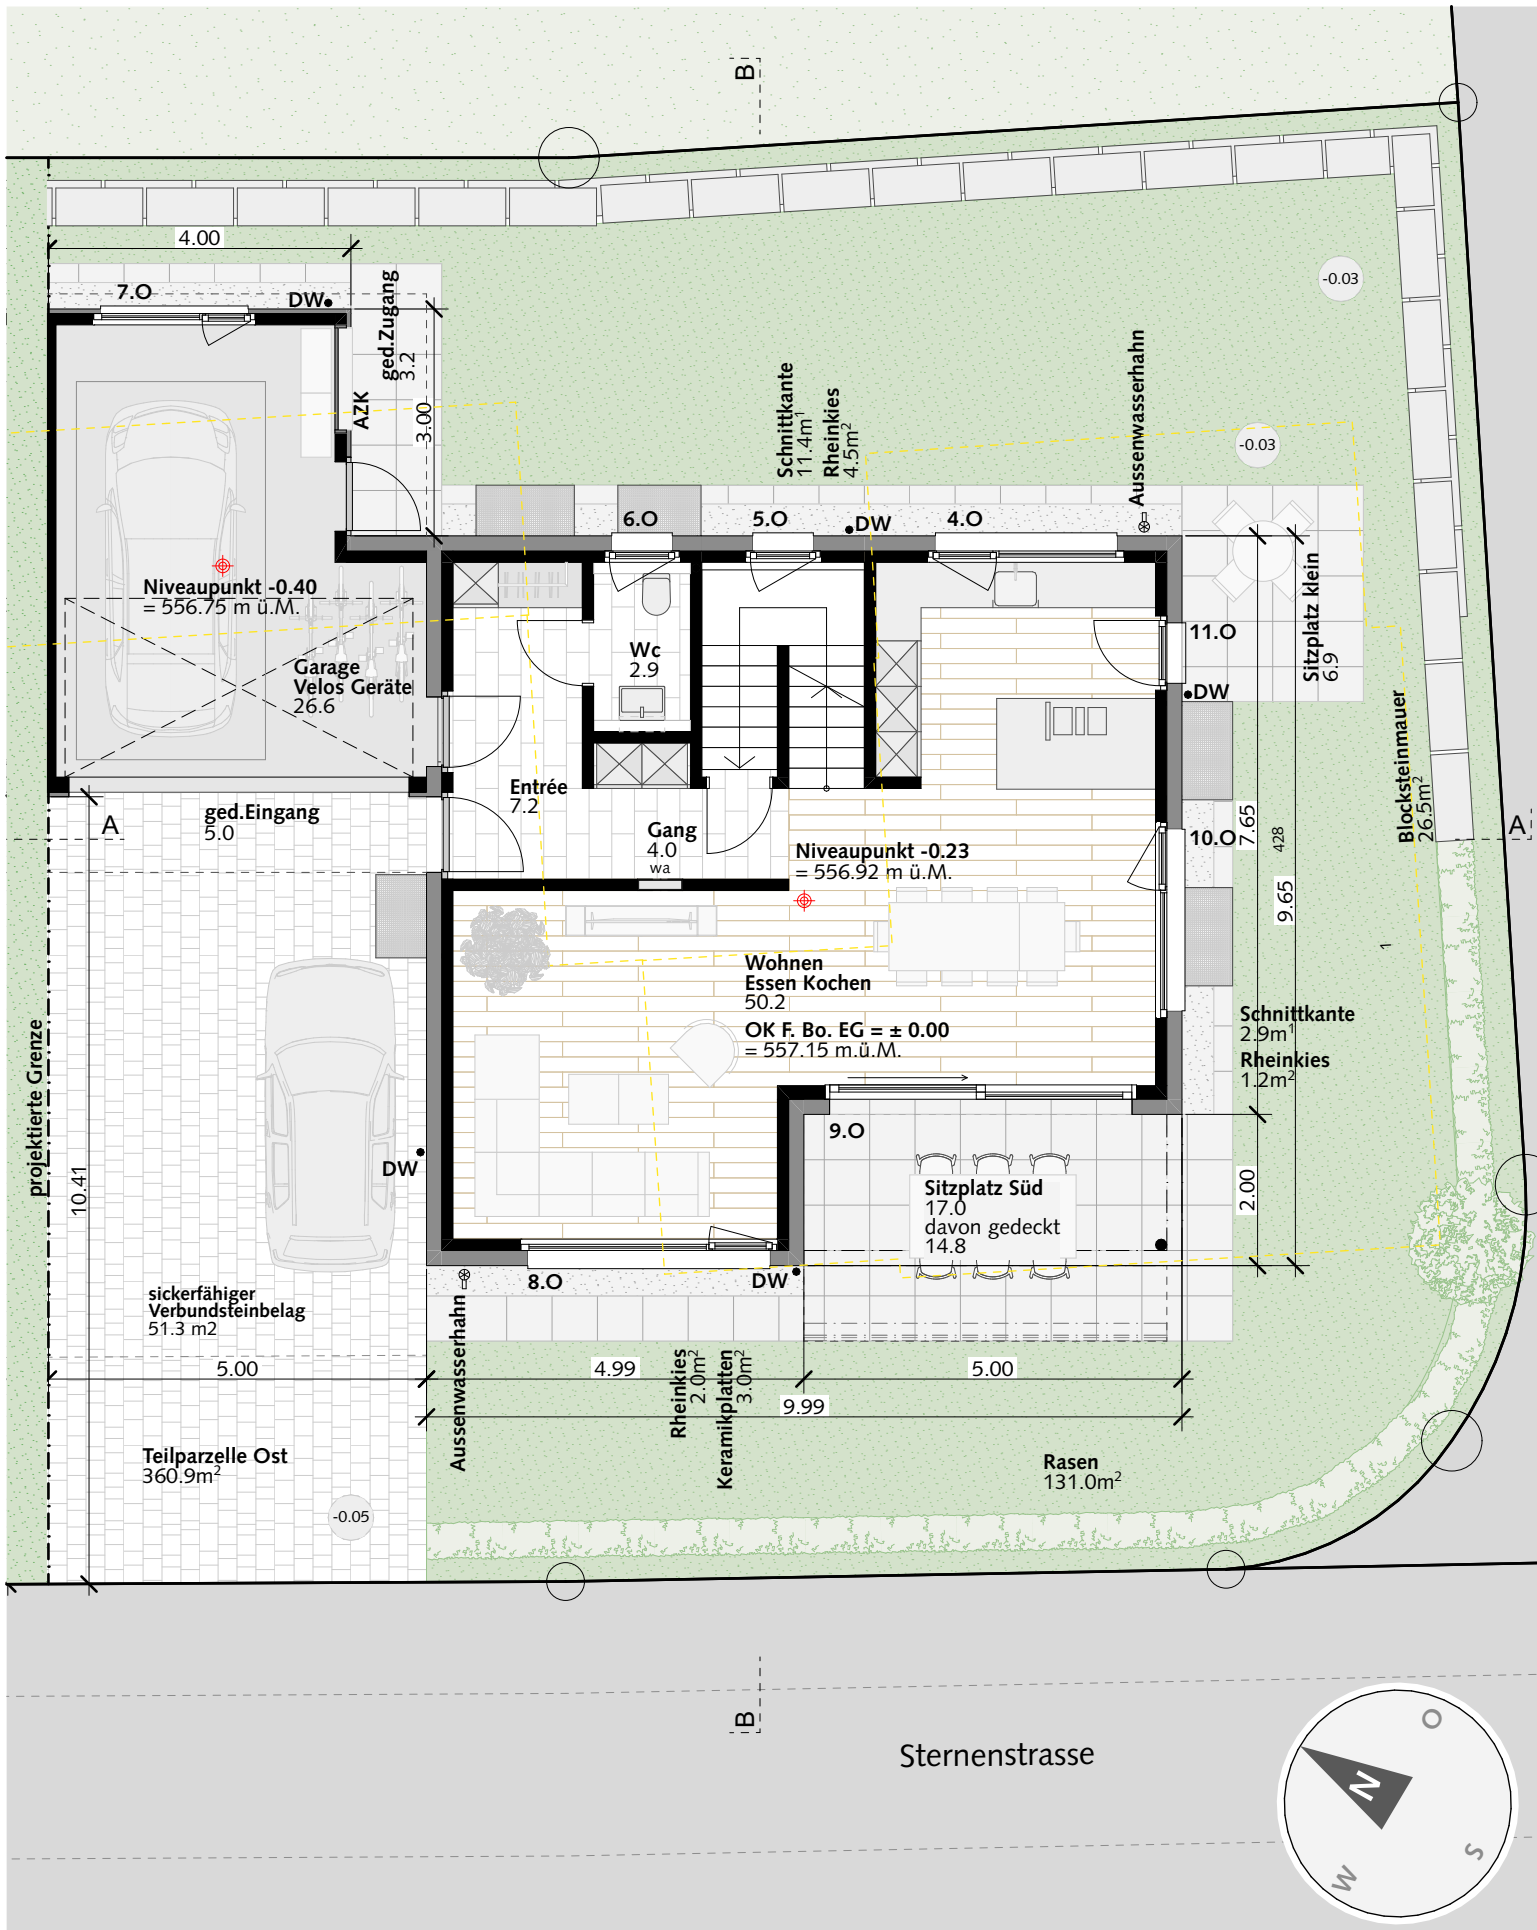 B
4.00
7.O
DW
ged.Zugang
3.2
AZK
3.00
-0.03
Schnittkante
11.4m¹
Rheinkies
4.5m²
Aussenwasserhahn
-0.03
6.O
5.O
DW
4.O
Niveaupunkt -0.40
= 556.75 m ü.M.
Garage
Velos Geräte
26.6
Wc
2.9
11.O
DW
Sitzplatz klein
6.9
Blocksteinmauer
26.5m²
Entrée
7.2
ged.Eingang
5.0
A
Gang
4.0
wa
Niveaupunkt -0.23
= 556.92 m ü.M.
10.O
7.65
428
A
9.65
1
Wohnen
Essen Kochen
50.2
OK F. Bo. EG = ± 0.00
= 557.15 m.ü.M.
Schnittkante
2.9m¹
Rheinkies
1.2m²
projektierte Grenze
10.41
DW
9.O
Sitzplatz Süd
17.0
davon gedeckt
14.8
2.00
8.O
DW
sickerfähiger
Verbundsteinbelag
51.3 m2
Aussenwasserhahn
5.00
4.99
5.00
Rheinkies
2.0m²
Keramikplatten
3.0m²
9.99
Teilparzelle Ost
360.9m²
Rasen
131.0m²
-0.05
B
Sternenstrasse
O
N
S
W